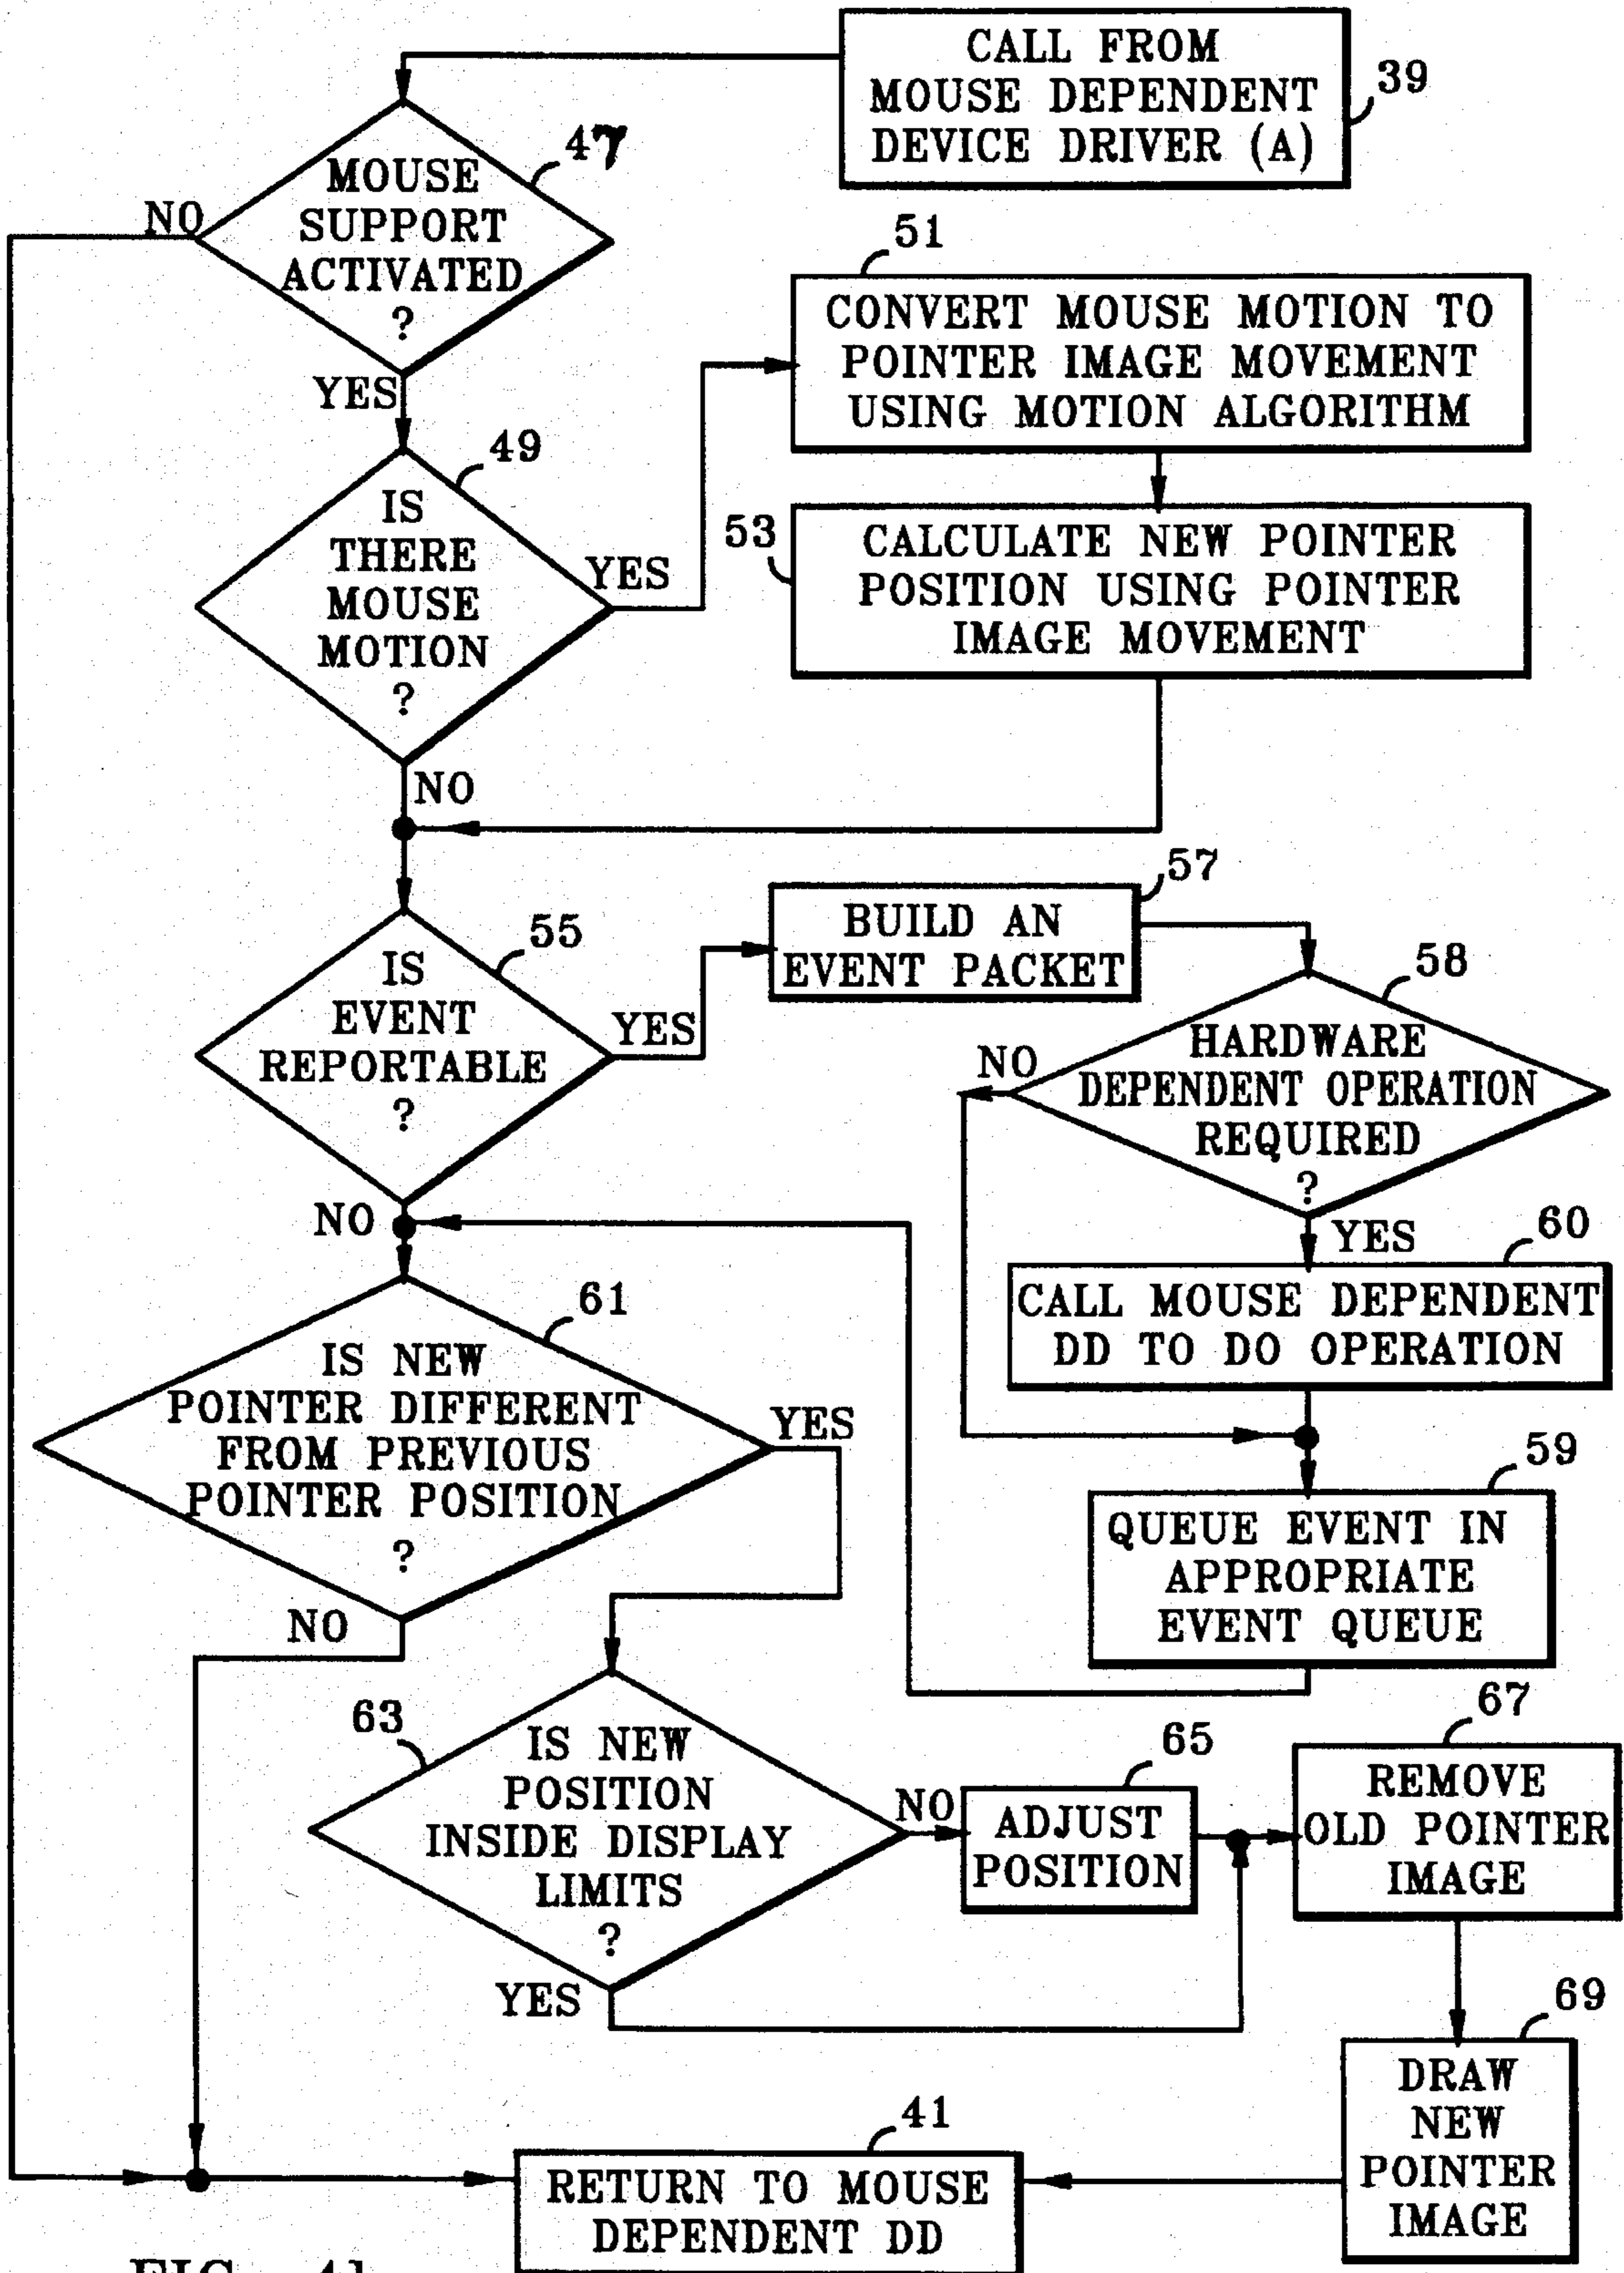 CALL FROM
MOUSE DEPENDENT
DEVICE DRIVER (A)
39
47
MOUSE
SUPPORT
ACTIVATED
?
NO
YES
51
CONVERT MOUSE MOTION TO
POINTER IMAGE MOVEMENT
USING MOTION ALGORITHM
49
IS
THERE
MOUSE
MOTION
?
YES
NO
53
CALCULATE NEW POINTER
POSITION USING POINTER
IMAGE MOVEMENT
55
IS
EVENT
REPORTABLE
?
YES
NO
57
BUILD AN
EVENT PACKET
58
HARDWARE
DEPENDENT OPERATION
REQUIRED
?
NO
YES
60
CALL MOUSE DEPENDENT
DD TO DO OPERATION
61
IS NEW
POINTER DIFFERENT
FROM PREVIOUS
POINTER POSITION
?
YES
NO
59
QUEUE EVENT IN
APPROPRIATE
EVENT QUEUE
63
IS NEW
POSITION
INSIDE DISPLAY
LIMITS
?
NO
YES
65
ADJUST
POSITION
67
REMOVE
OLD POINTER
IMAGE
69
DRAW
NEW
POINTER
IMAGE
41
RETURN TO MOUSE
DEPENDENT DD